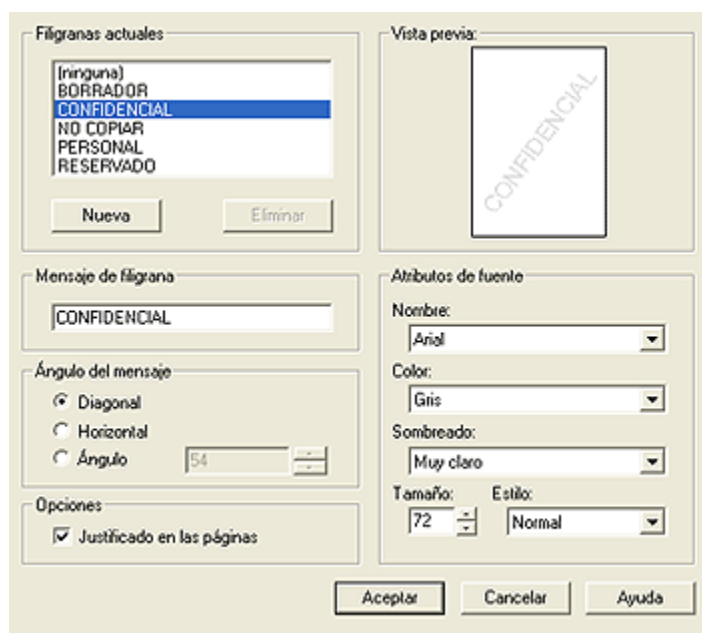 Filigranas actuales
(ninguna)
BORRADOR
CONFIDENCIAL
NO COPIAR
PERSONAL
RESERVADO
Nueva
Eliminar
Vista previa:
CONFIDENCIAL
Mensaje de filigrana
CONFIDENCIAL
Ángulo del mensaje
Diagonal
Horizontal
Ángulo
54
Opciones
Justificado en las páginas
Atributos de fuente
Nombre:
Arial
Color:
Gris
Sombreado:
Muy claro
Tamaño: Estilo:
72 Normal
Aceptar Cancelar Ayuda